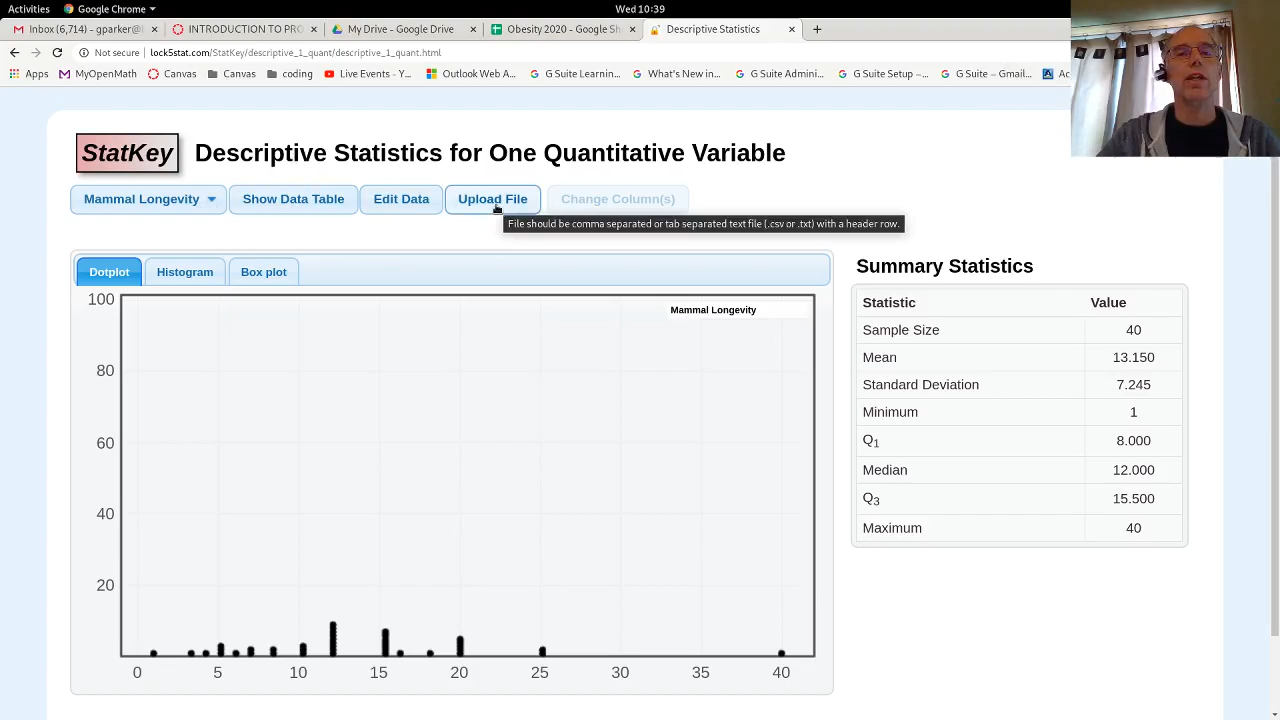 Activities
Google Chrome
Wed 10:39
Inbox (6,714) - gparker@
INTRODUCTION TO PRO
My Drive - Google Drive
Obesity 2020 - Google Sh
Descriptive Statistics
Not secure | lock5stat.com/StatKey/descriptive_1_quant/descriptive_1_quant.html
Apps
MyOpenMath
Canvas
Canvas
coding
Live Events - Y...
Outlook Web A...
G Suite Learnin...
What's New in...
G Suite Admini...
G Suite Setup –...
G Suite – Gmail...
Ac
StatKey
Descriptive Statistics for One Quantitative Variable
Mammal Longevity
Show Data Table
Edit Data
Upload File
Change Column(s)
File should be comma separated or tab separated text file (.csv or .txt) with a header row.
Dotplot
Histogram
Box plot
Mammal Longevity
100
80
60
40
20
0 5 10 15 20 25 30 35 40
Summary Statistics
Statistic Value
Sample Size 40
Mean 13.150
Standard Deviation 7.245
Minimum 1
Q1 8.000
Median 12.000
Q3 15.500
Maximum 40